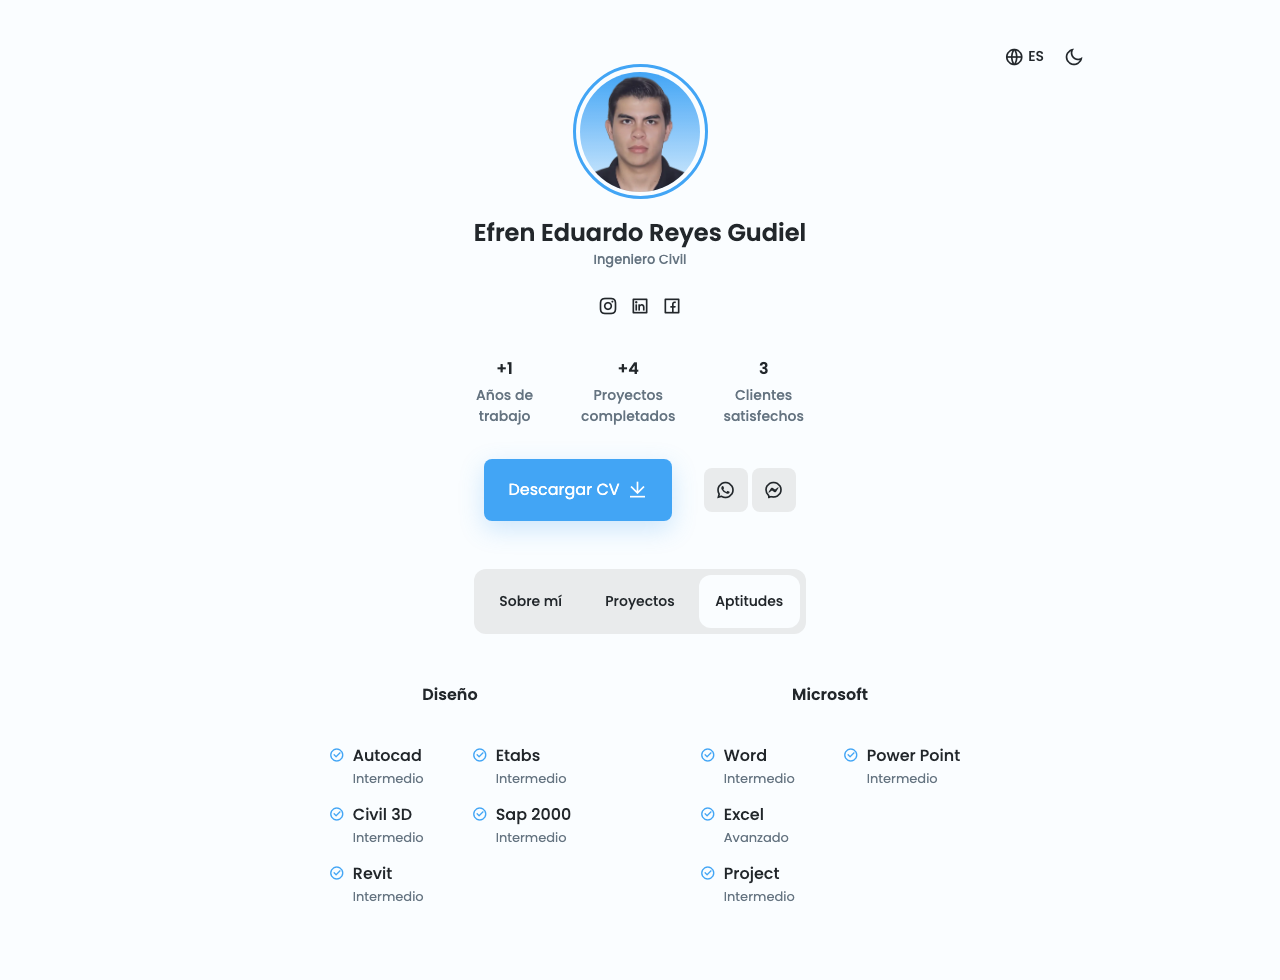 ES
Efren Eduardo Reyes Gudiel
Ingeniero Civil
+1
Años de
trabajo
+4
Proyectos
completados
3
Clientes
satisfechos
Descargar CV
Sobre mí
Proyectos
Aptitudes
Diseño
Autocad
Intermedio
Civil 3D
Intermedio
Revit
Intermedio
Etabs
Intermedio
Sap 2000
Intermedio
Microsoft
Word
Intermedio
Excel
Avanzado
Project
Intermedio
Power Point
Intermedio